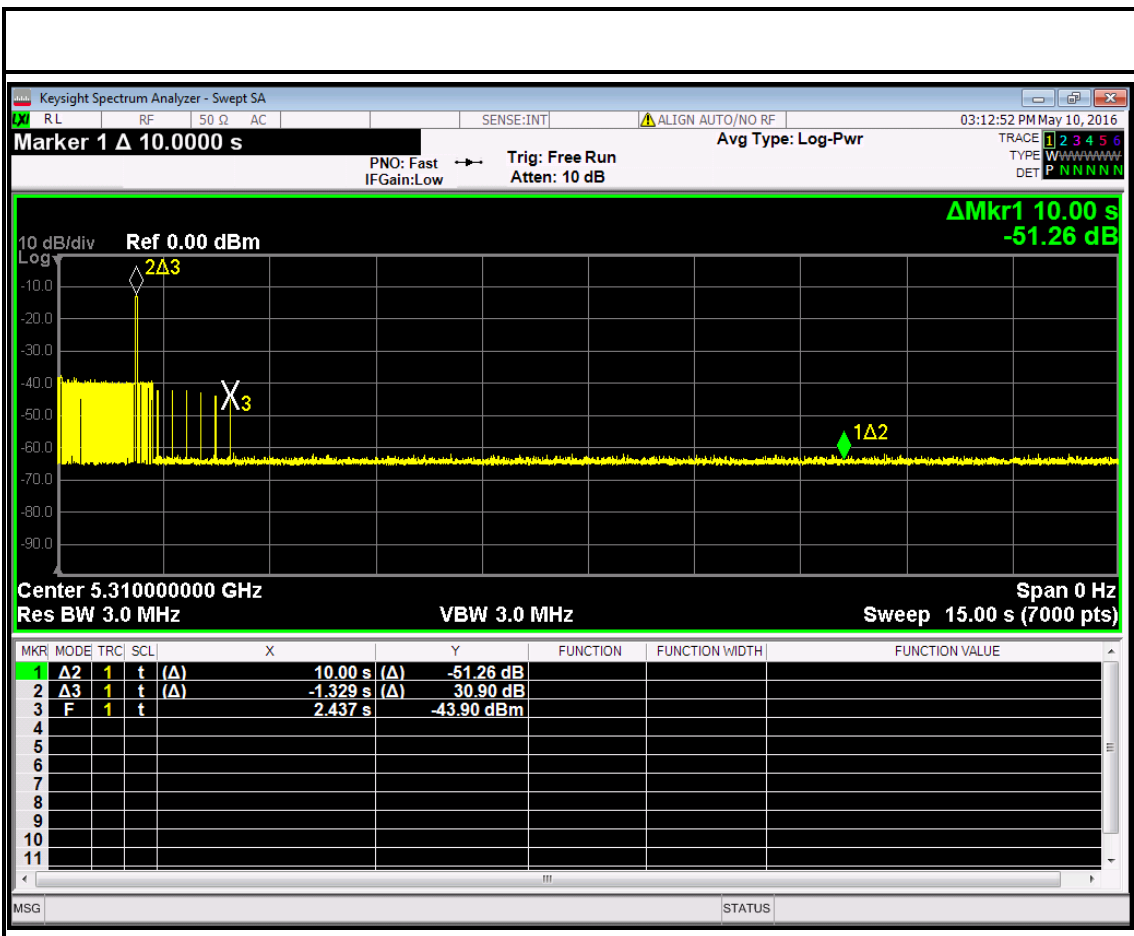 Keysight Spectrum Analyzer - Swept SA
LXI RL RF 50 Ω AC SENSE:INT ALIGN AUTO/NO RF 03:12:52 PM May 10, 2016
Marker 1 Δ 10.0000 s
PNO: Fast
IFGain:Low
Trig: Free Run
Atten: 10 dB
Avg Type: Log-Pwr
TRACE 1 2 3 4 5 6
TYPE WWWWWW
DET P N N N N N
ΔMkr1 10.00 s
-51.26 dB
10 dB/div Ref 0.00 dBm
Log
2Δ3
-10.0
-20.0
-30.0
-40.0
X3
-50.0
1Δ2
-60.0
-70.0
-80.0
-90.0
Center 5.310000000 GHz Span 0 Hz
Res BW 3.0 MHz VBW 3.0 MHz Sweep 15.00 s (7000 pts)
MKR MODE TRC SCL X Y FUNCTION FUNCTION WIDTH FUNCTION VALUE
1 Δ2 1 t (Δ) 10.00 s (Δ) -51.26 dB
2 Δ3 1 t (Δ) -1.329 s (Δ) 30.90 dB
3 F 1 t 2.437 s -43.90 dBm
4
5
6
7
8
9
10
11
MSG STATUS